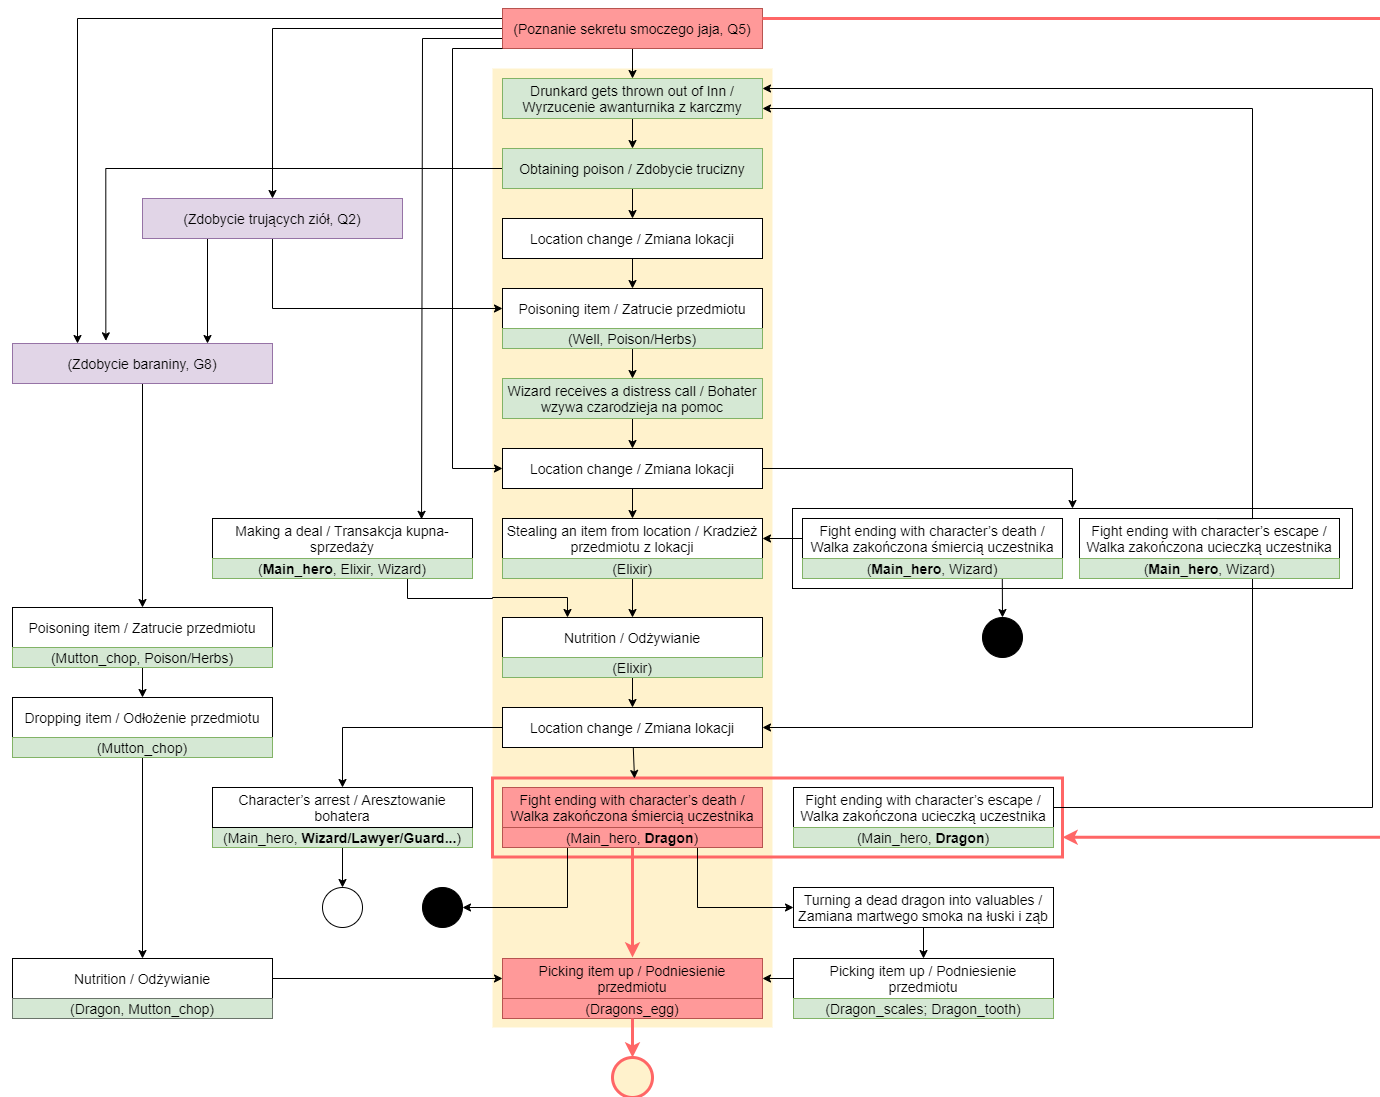 (Poznanie sekretu smoczego jaja, Q5)
Drunkard gets thrown out of Inn /
Wyrzucenie awanturnika z karczmy
Obtaining poison / Zdobycie trucizny
(Zdobycie trujących ziół, Q2)
Location change / Zmiana lokacji
Poisoning item / Zatrucie przedmiotu
(Well, Poison/Herbs)
(Zdobycie baraniny, G8)
Wizard receives a distress call / Bohater
wzywa czarodzieja na pomoc
Location change / Zmiana lokacji
Making a deal / Transakcja kupna-
sprzedaży
(Main_hero, Elixir, Wizard)
Stealing an item from location / Kradzież
przedmiotu z lokacji
(Elixir)
Fight ending with character's death /
Walka zakończona śmiercią uczestnika
(Main_hero, Wizard)
Fight ending with character's escape /
Walka zakończona ucieczką uczestnika
(Main_hero, Wizard)
Poisoning item / Zatrucie przedmiotu
(Mutton_chop, Poison/Herbs)
Nutrition / Odżywianie
(Elixir)
Dropping item / Odłożenie przedmiotu
(Mutton_chop)
Location change / Zmiana lokacji
Character's arrest / Aresztowanie
bohatera
(Main_hero, Wizard/Lawyer/Guard...)
Fight ending with character's death /
Walka zakończona śmiercią uczestnika
(Main_hero, Dragon)
Fight ending with character's escape /
Walka zakończona ucieczką uczestnika
(Main_hero, Dragon)
Turning a dead dragon into valuables /
Zamiana martwego smoka na łuski i ząb
Nutrition / Odżywianie
(Dragon, Mutton_chop)
Picking item up / Podniesienie
przedmiotu
(Dragons_egg)
Picking item up / Podniesienie
przedmiotu
(Dragon_scales; Dragon_tooth)